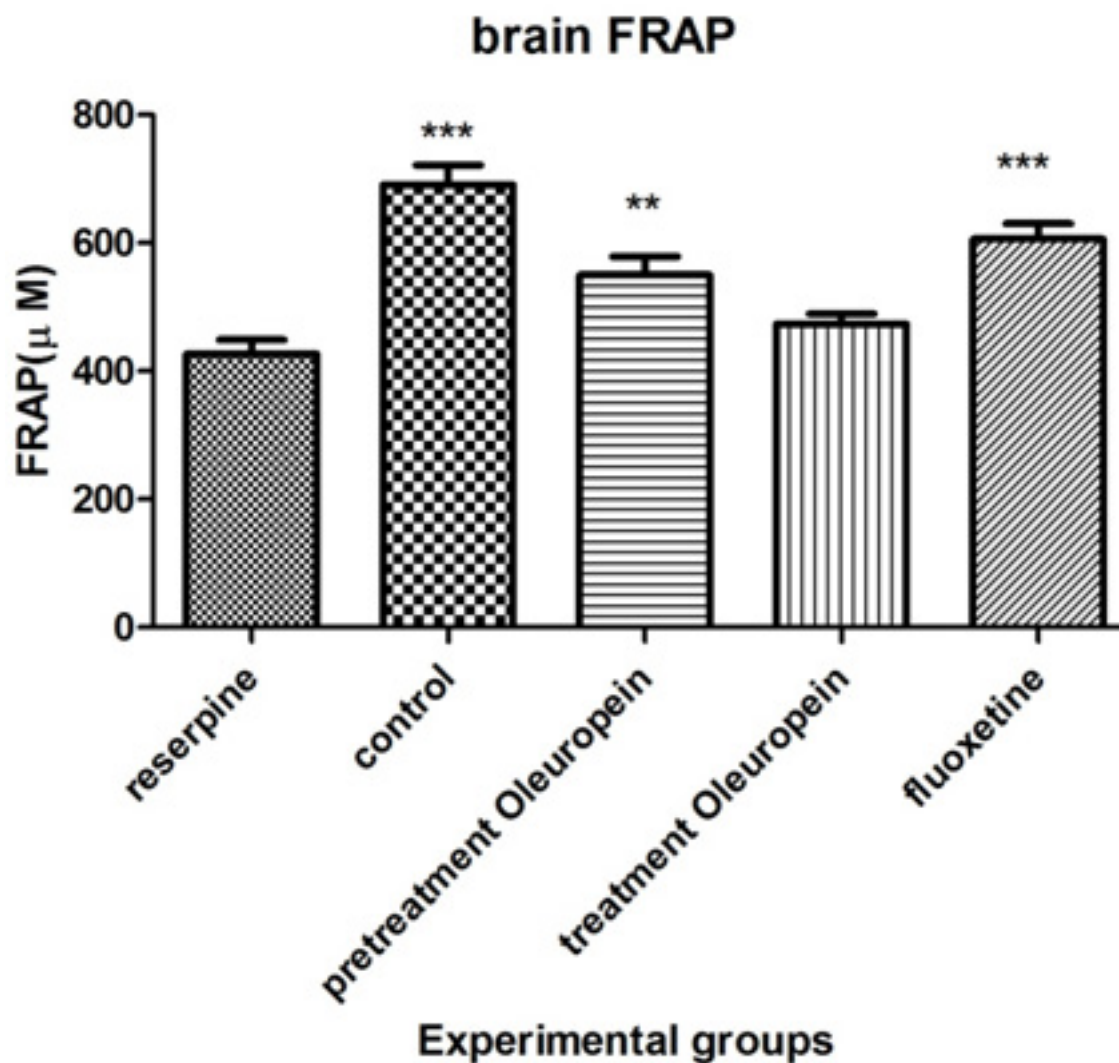 brain FRAP
800
600
400
200
0
FRAP(μ M)
***
**
***
reserpine
control
pretreatment Oleuropein
treatment Oleuropein
fluoxetine
Experimental groups